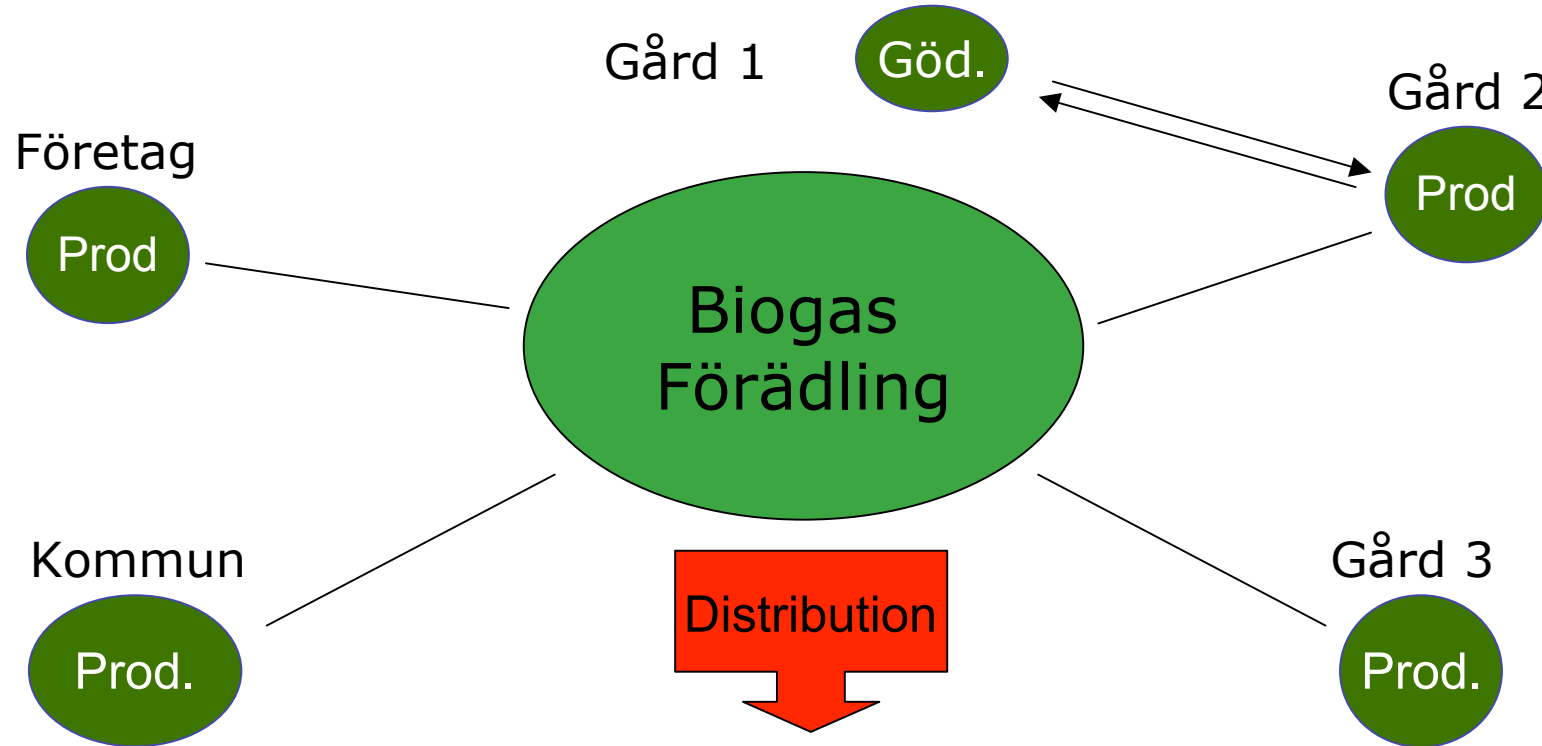 Gård 1
Göd.
Gård 2
Prod
Företag
Prod
Biogas
Förädling
Kommun
Prod.
Distribution
Gård 3
Prod.